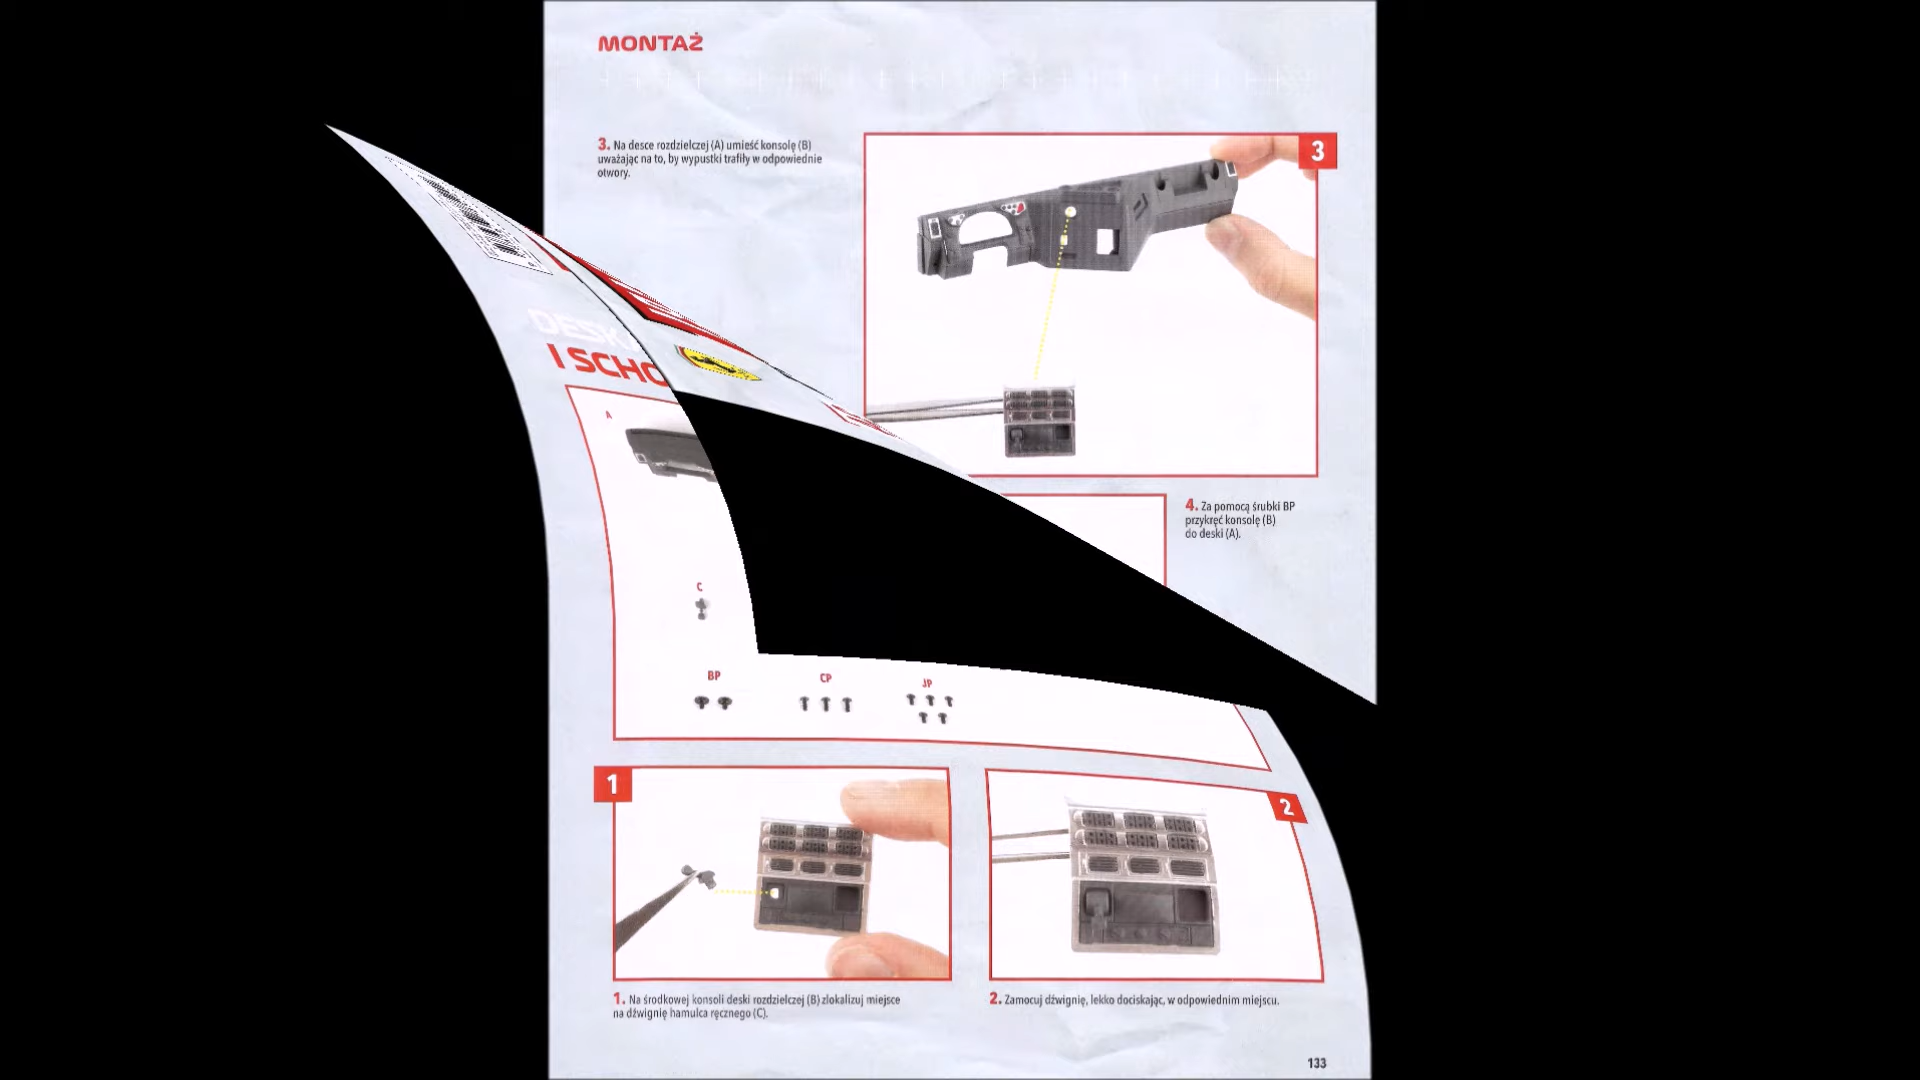 MONTAŻ
3. Na desce rozdzielczej (A) umieść konsolę (B)
uważając na to, by wypustki trafiły w odpowiednie
otwory.
3
DESK
I SCHO
A
4. Za pomocą śrubki BP
przykręć konsolę (B)
do deski (A).
C
BP
CP
JP
1
2
1. Na środkowej konsoli deski rozdzielczej (B) zlokalizuj miejsce
na dźwignię hamulca ręcznego (C).
2. Zamocuj dźwignię, lekko dociskając, w odpowiednim miejscu.
133